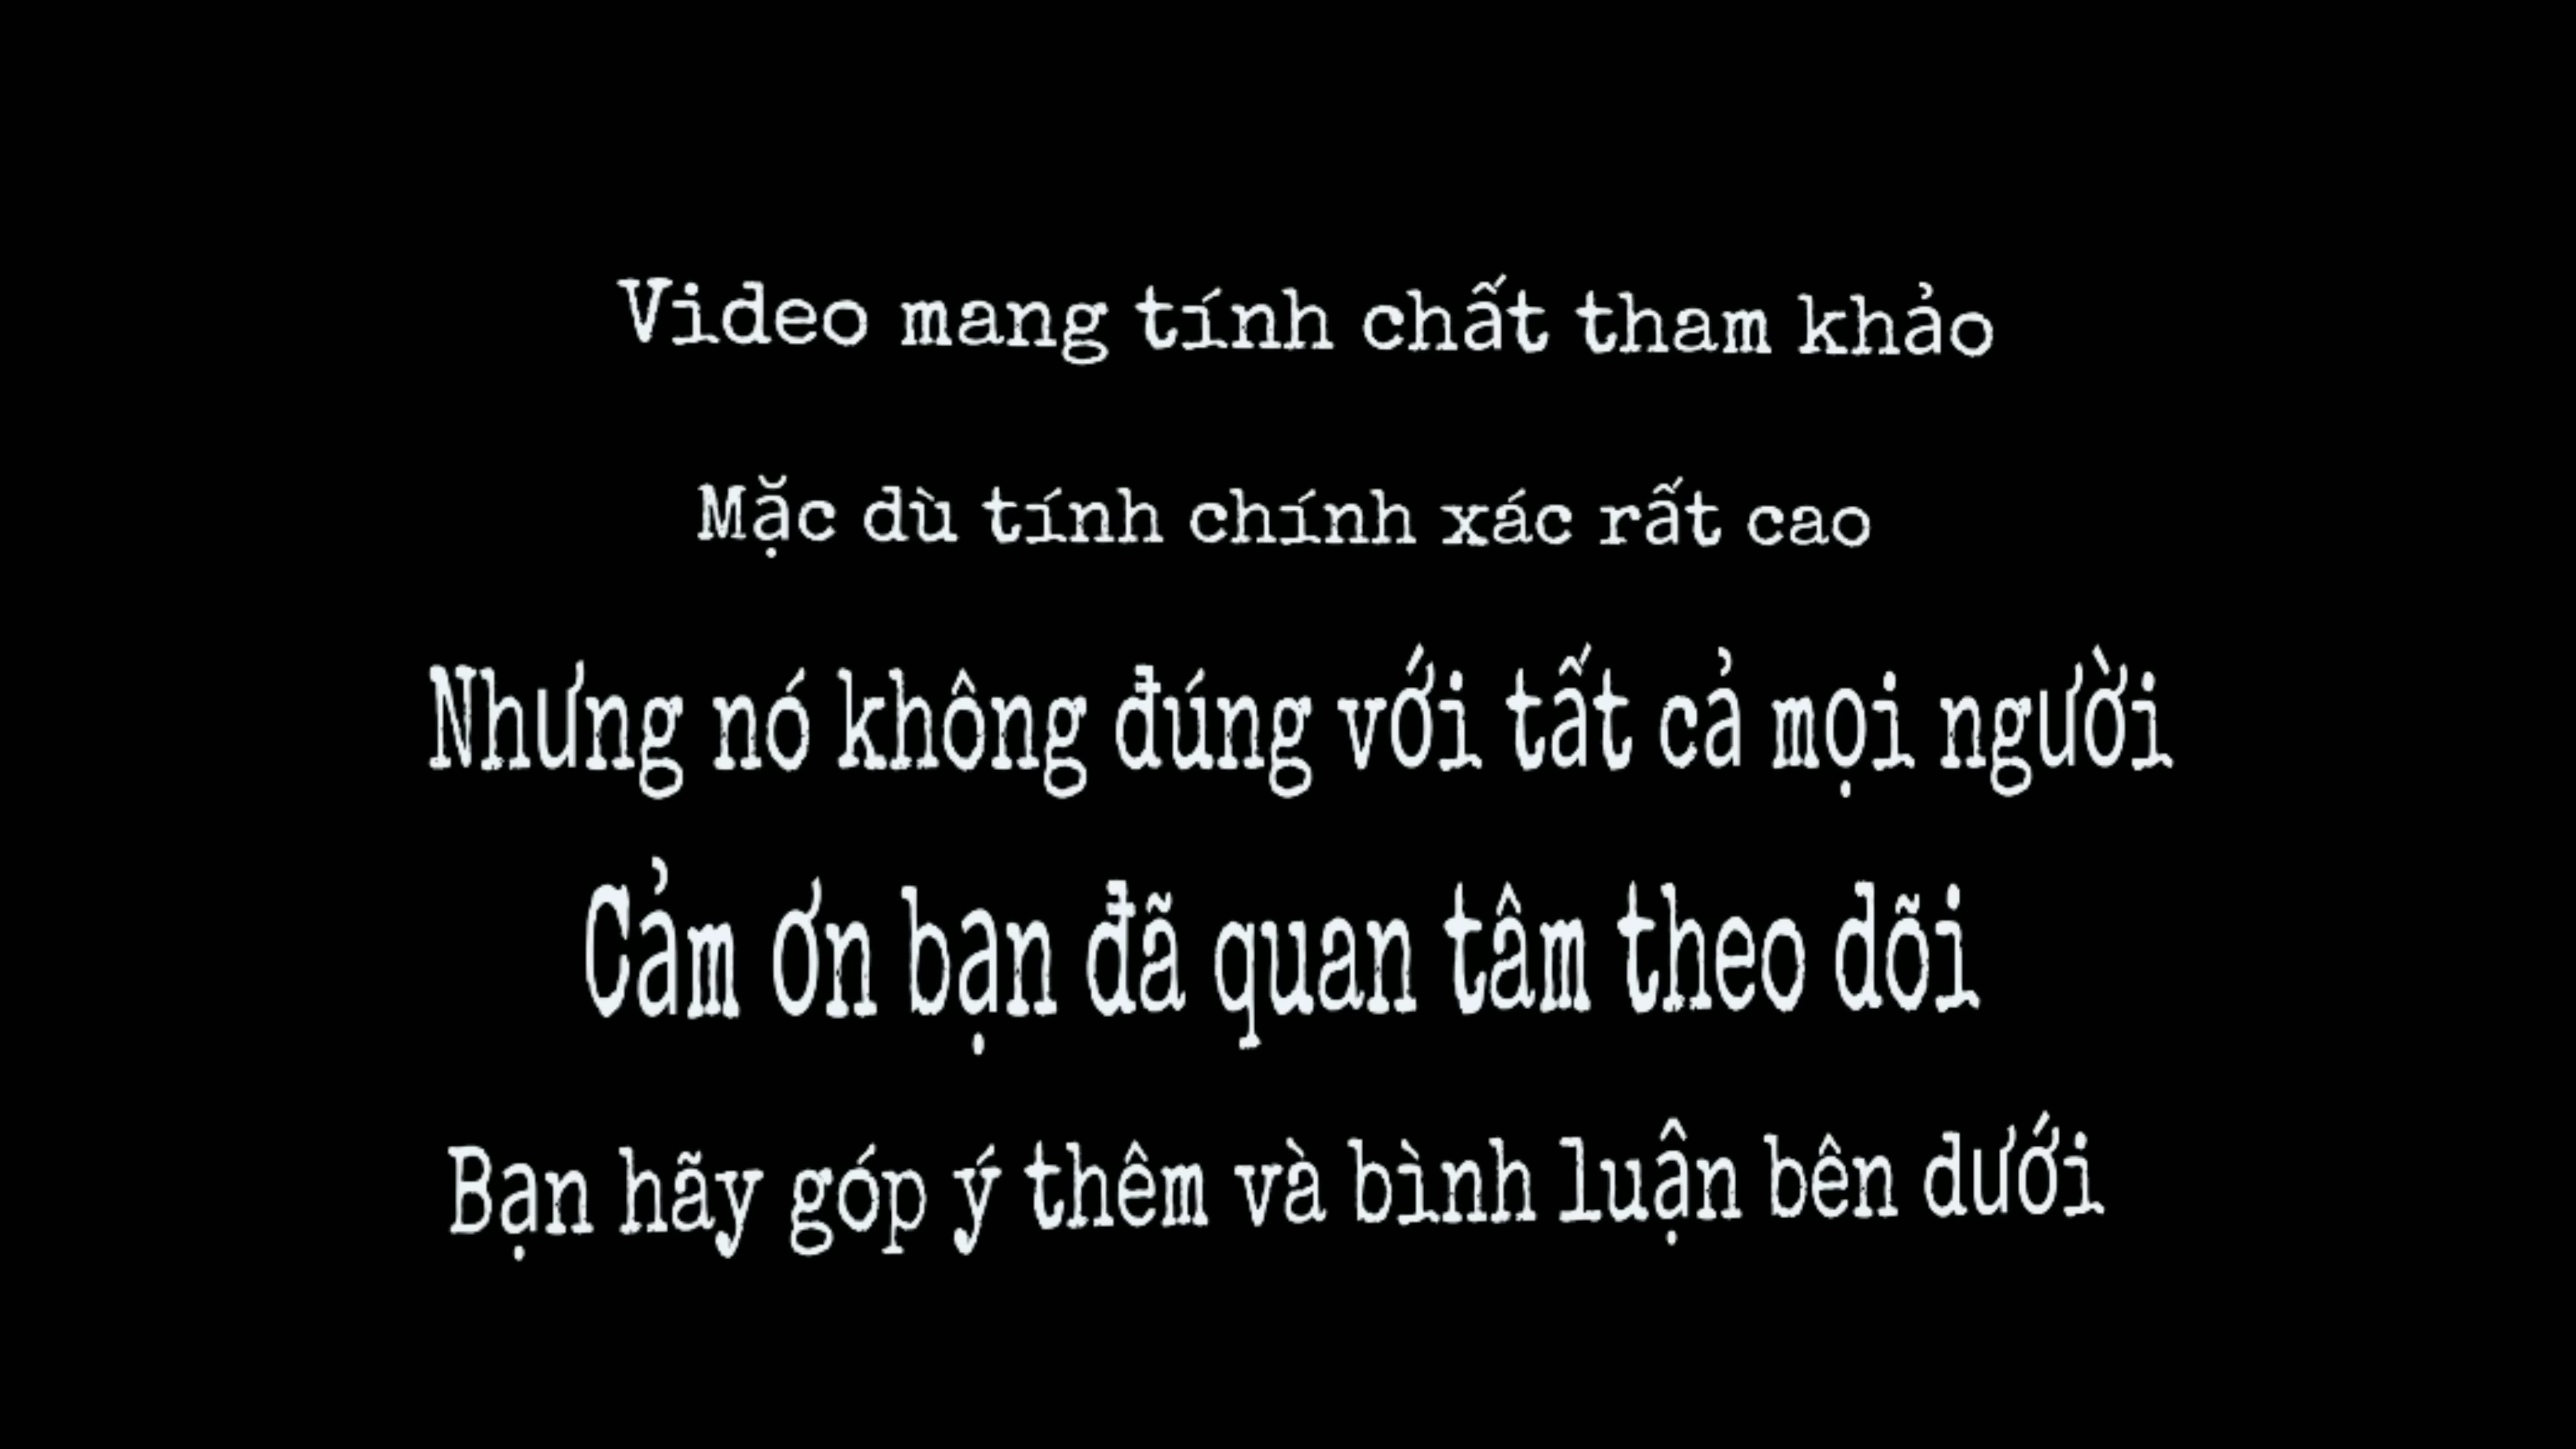 Video mang tính chất tham khảo
Mặc dù tính chính xác rất cao
Nhưng nó không đúng với tất cả mọi người
Cảm ơn bạn đã quan tâm theo dõi
Bạn hãy góp ý thêm và bình luận bên dưới